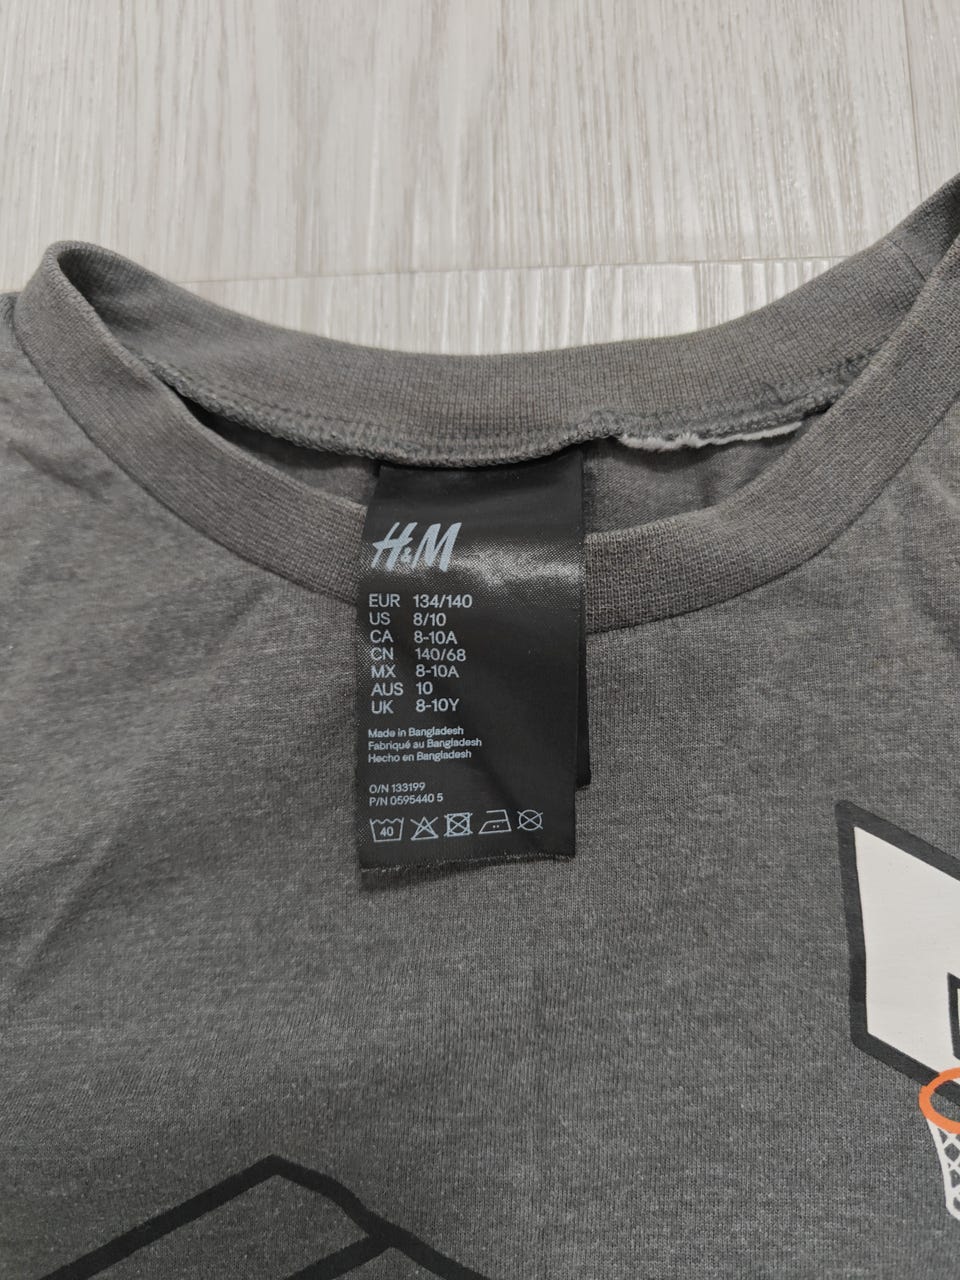 H&M
EUR 134/140
US 8/10
CA 8-10A
CN 140/68
MX 8-10A
AUS 10
UK 8-10Y
Made in Bangladesh
Fabriqué au Bangladesh
Hecho en Bangladesh
O/N 133199
P/N 0595440 5
40